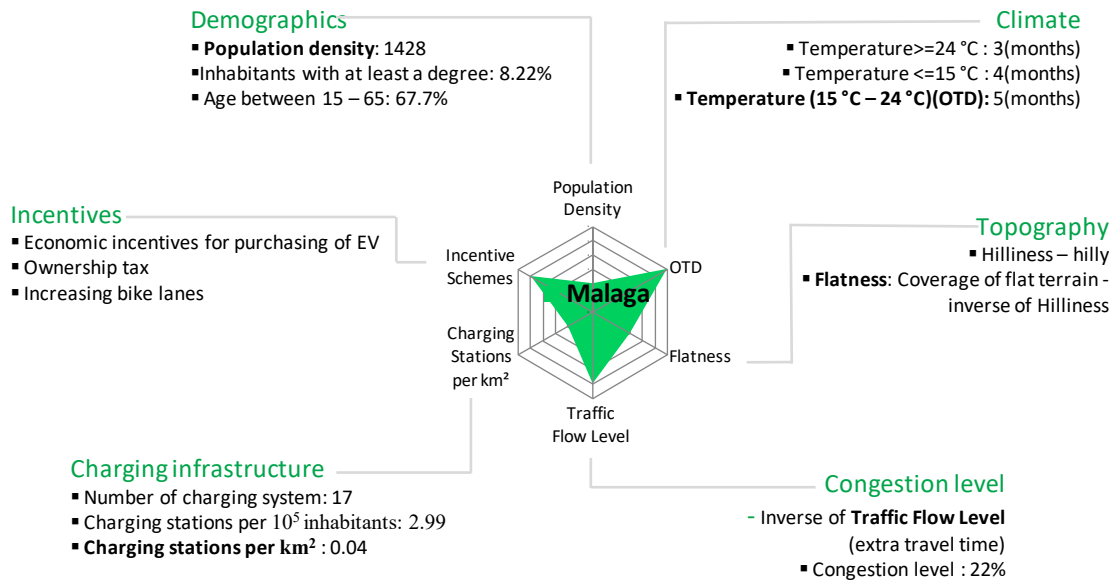 Demographics
▪ Population density: 1428
▪Inhabitants with at least a degree: 8.22%
▪ Age between 15 – 65: 67.7%
Climate
▪ Temperature>=24 °C : 3(months)
▪ Temperature <=15 °C : 4(months)
▪ Temperature (15 °C – 24 °C)(OTD): 5(months)
Incentives
▪ Economic incentives for purchasing of EV
▪ Ownership tax
▪ Increasing bike lanes
Population
Density
Incentive
Schemes
OTD
Malaga
Charging
Stations
per km²
Flatness
Traffic
Flow Level
Topography
▪ Hilliness – hilly
▪ Flatness: Coverage of flat terrain -
inverse of Hilliness
Charging infrastructure
▪ Number of charging system: 17
▪ Charging stations per 10⁵ inhabitants: 2.99
▪ Charging stations per km² : 0.04
Congestion level
- Inverse of Traffic Flow Level
(extra travel time)
▪ Congestion level : 22%